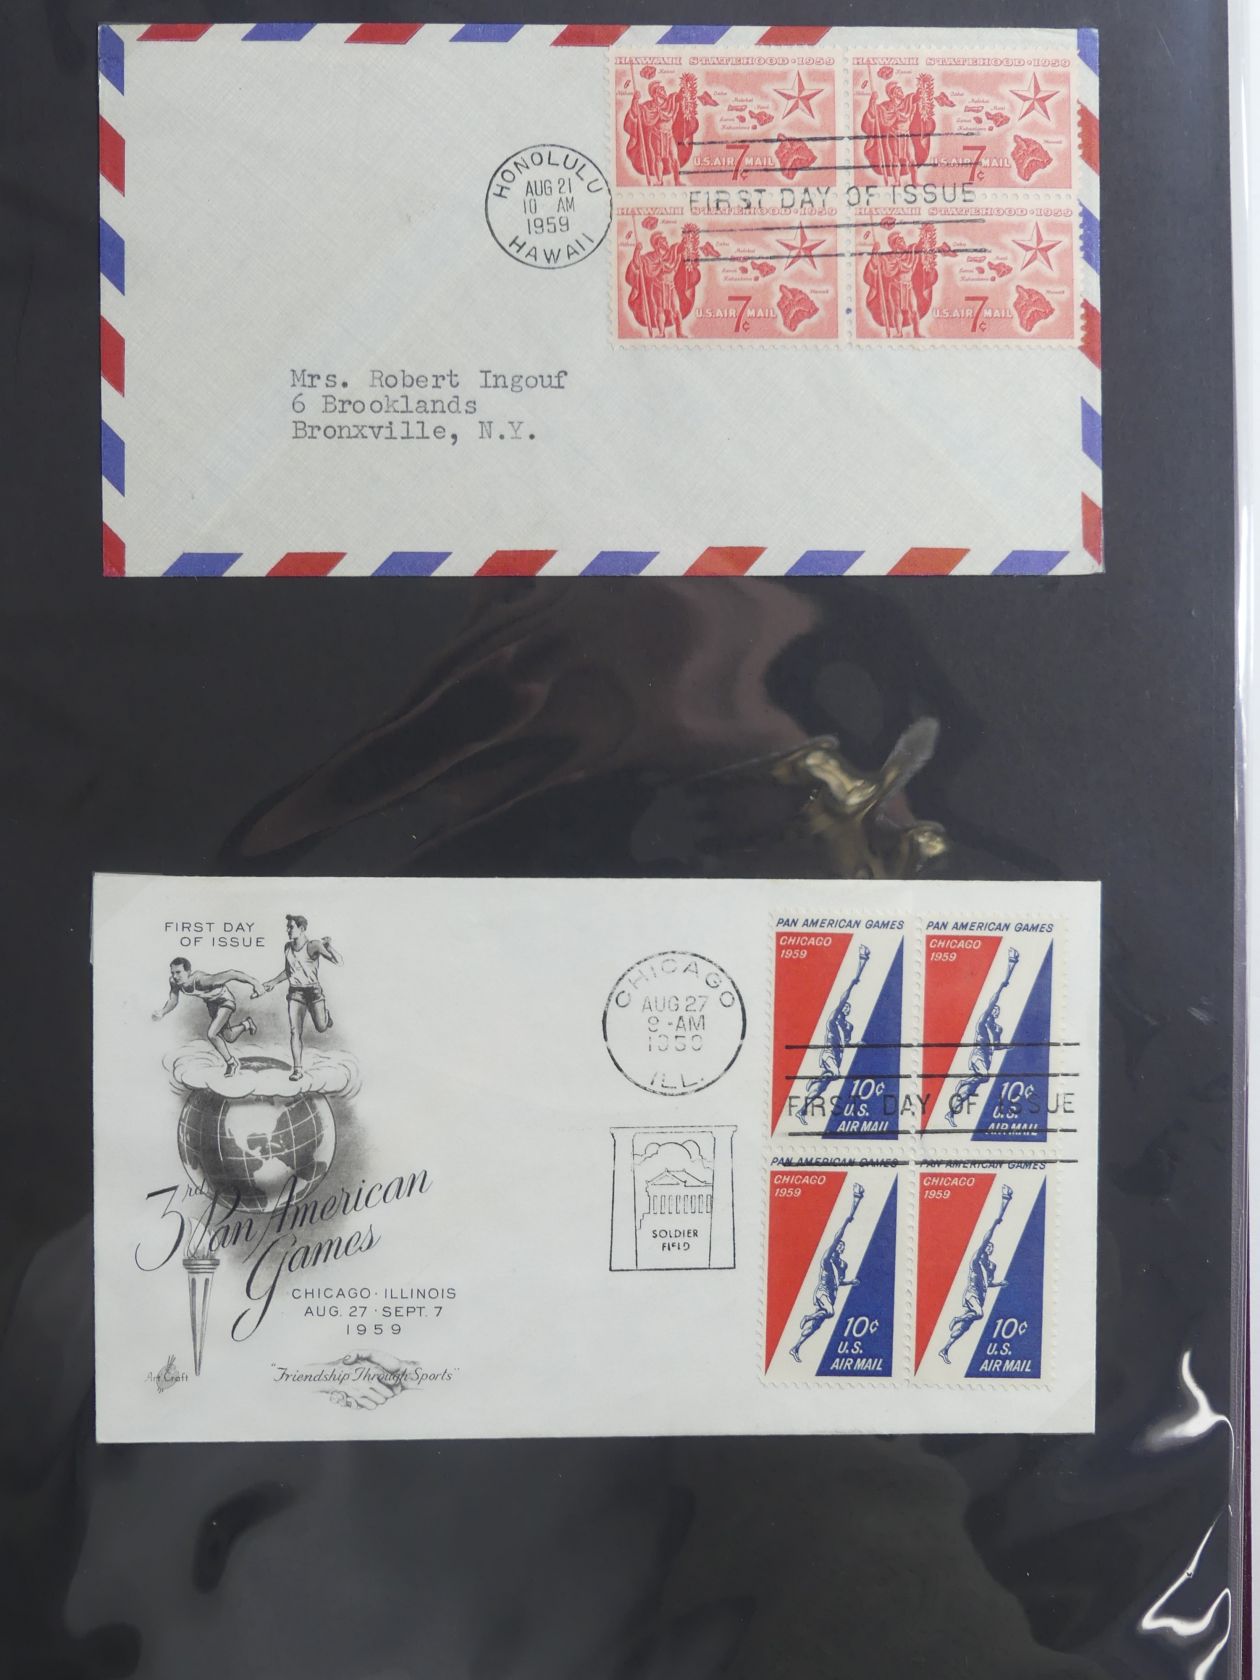 HAWAII STATEHOOD · 1959
HAWAII STATEHOOD · 1959
U.S. AIR MAIL 7¢
U.S. AIR MAIL 7¢
HONOLULU
AUG 21
10 AM
1959
HAWAII
FIRST DAY OF ISSUE
HAWAII STATEHOOD · 1959
HAWAII STATEHOOD · 1959
U.S. AIR MAIL 7¢
U.S. AIR MAIL 7¢
Mrs. Robert Ingouf
6 Brooklands
Bronxville, N.Y.
FIRST DAY
OF ISSUE
3rd Pan American
Games
CHICAGO · ILLINOIS
AUG. 27 · SEPT. 7
1959
"Friendship Through Sports"
Art Craft
CHICAGO
AUG 27
9 - AM
1959
ILL.
SOLDIER
FIELD
PAN AMERICAN GAMES
CHICAGO
1959
10¢
U.S.
AIR MAIL
PAN AMERICAN GAMES
CHICAGO
1959
10¢
U.S.
AIR MAIL
FIRST DAY OF ISSUE
PAN AMERICAN GAMES
CHICAGO
1959
10¢
U.S.
AIR MAIL
PAN AMERICAN GAMES
CHICAGO
1959
10¢
U.S.
AIR MAIL